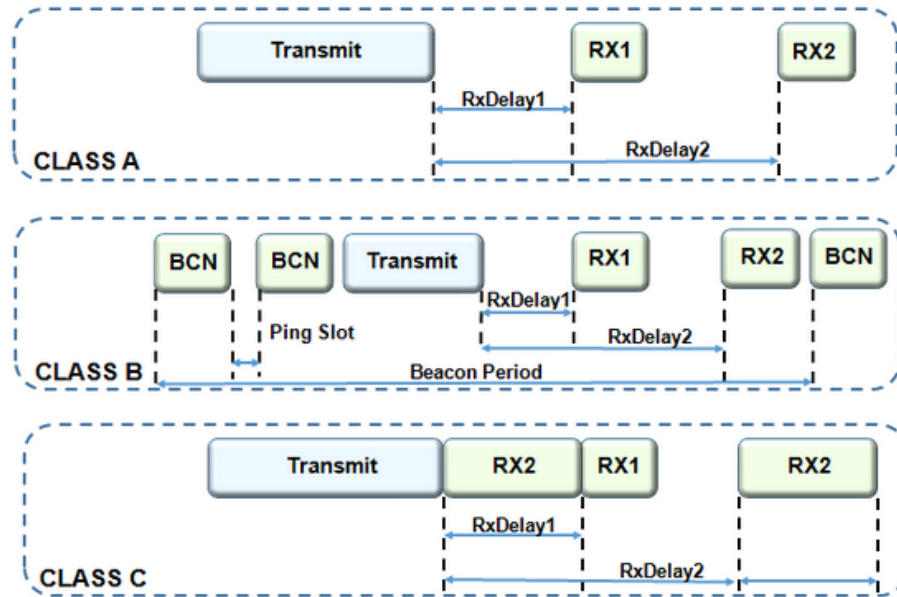 Transmit
RX1
RX2
RxDelay1
RxDelay2
CLASS A
BCN
BCN
Transmit
RX1
RX2
BCN
RxDelay1
Ping Slot
RxDelay2
CLASS B
Beacon Period
Transmit
RX2
RX1
RX2
RxDelay1
RxDelay2
CLASS C